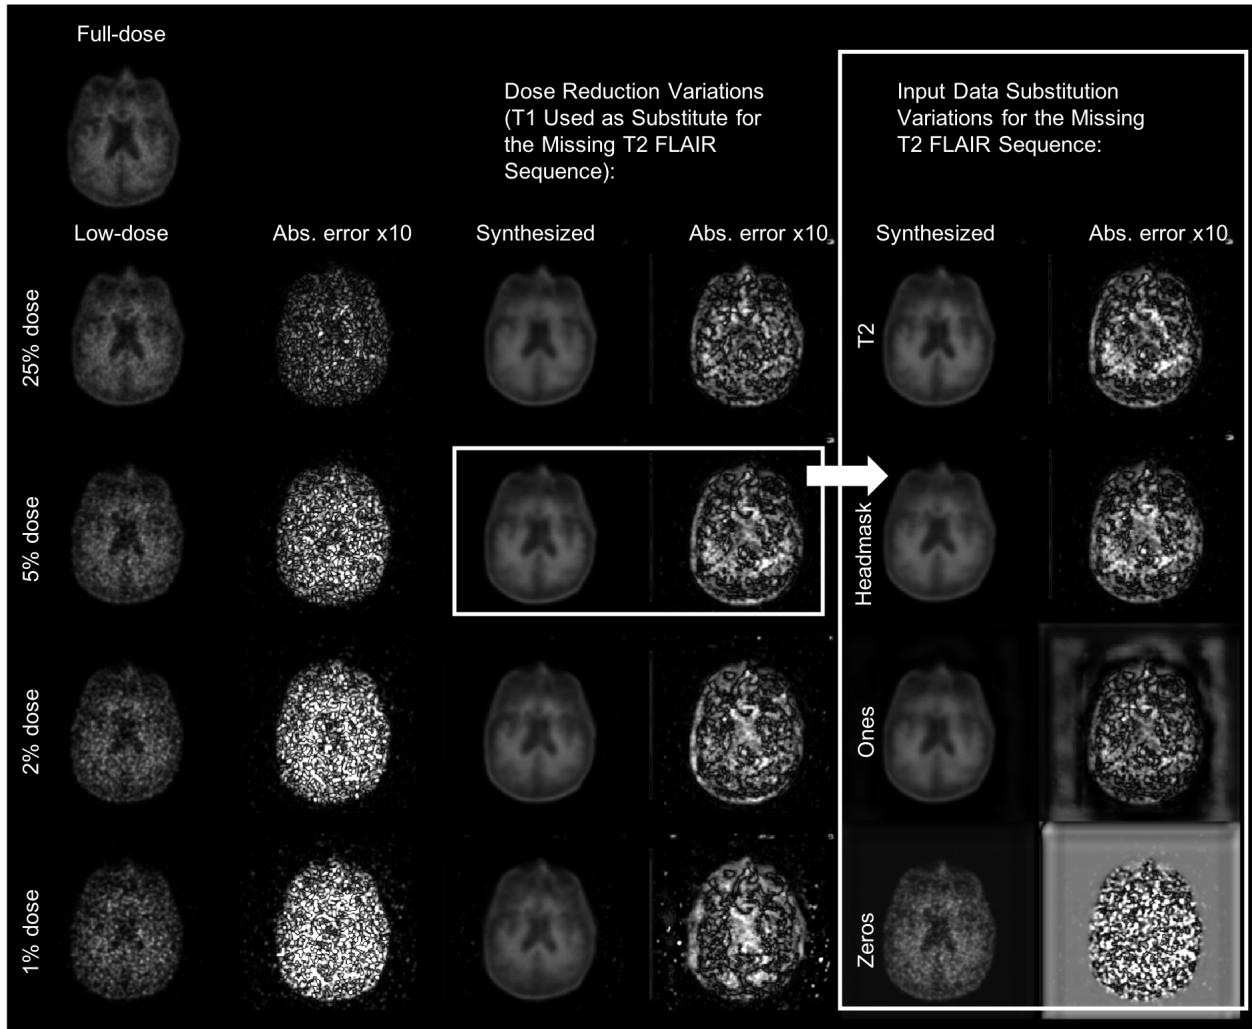 Full-dose
Dose Reduction Variations
(T1 Used as Substitute for
the Missing T2 FLAIR
Sequence):
Input Data Substitution
Variations for the Missing
T2 FLAIR Sequence:
Low-dose
Abs. error x10
Synthesized
Abs. error x10
Synthesized
Abs. error x10
25% dose
T2
5% dose
Headmask
2% dose
Ones
1% dose
Zeros